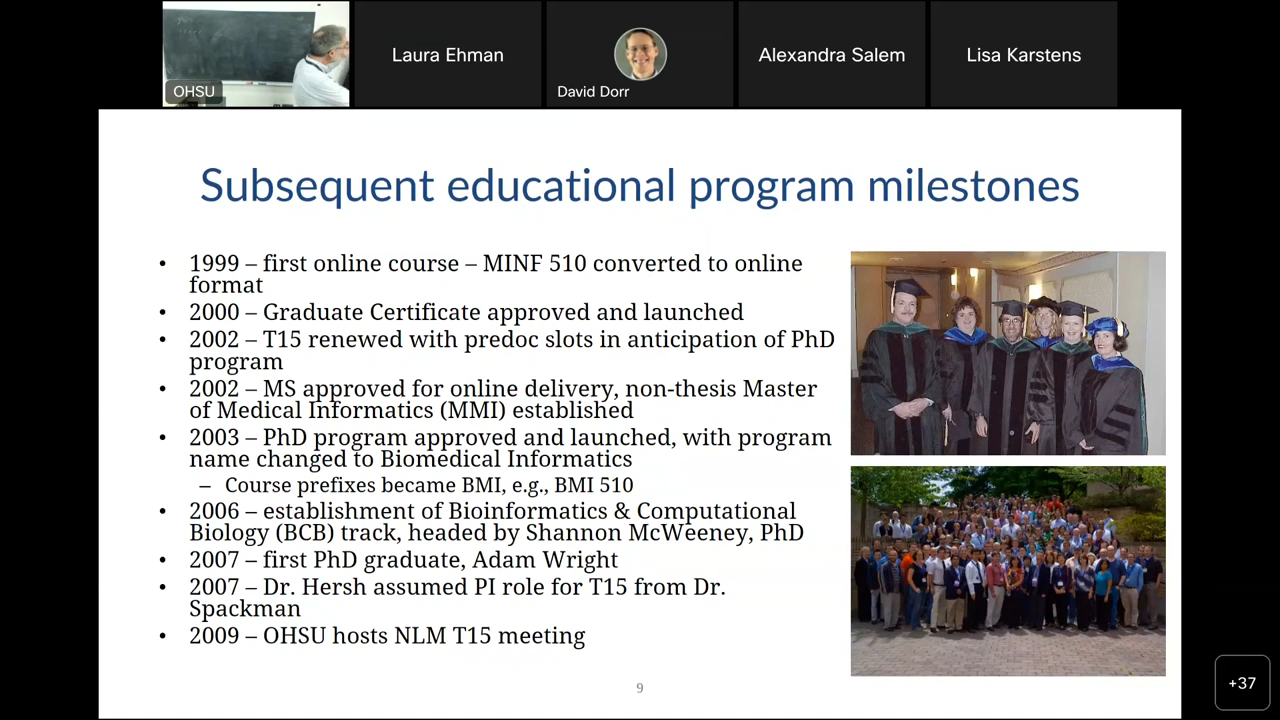 OHSU
Laura Ehman
David Dorr
Alexandra Salem
Lisa Karstens
Subsequent educational program milestones
• 1999 – first online course – MINF 510 converted to online
format
• 2000 – Graduate Certificate approved and launched
• 2002 – T15 renewed with predoc slots in anticipation of PhD
program
• 2002 – MS approved for online delivery, non-thesis Master
of Medical Informatics (MMI) established
• 2003 – PhD program approved and launched, with program
name changed to Biomedical Informatics
– Course prefixes became BMI, e.g., BMI 510
• 2006 – establishment of Bioinformatics & Computational
Biology (BCB) track, headed by Shannon McWeeney, PhD
• 2007 – first PhD graduate, Adam Wright
• 2007 – Dr. Hersh assumed PI role for T15 from Dr.
Spackman
• 2009 – OHSU hosts NLM T15 meeting
9
+37